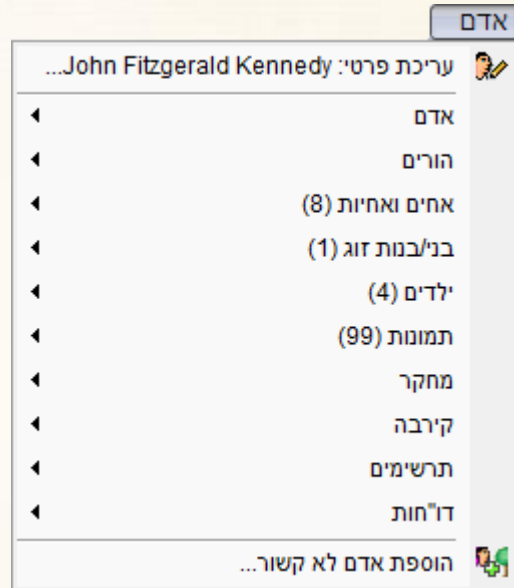 אדם
עריכת פרטי: John Fitzgerald Kennedy...
אדם
הורים
אחים ואחיות (8)
בני/בנות זוג (1)
ילדים (4)
תמונות (99)
מחקר
קירבה
תרשימים
דו"חות
הוספת אדם לא קשור...